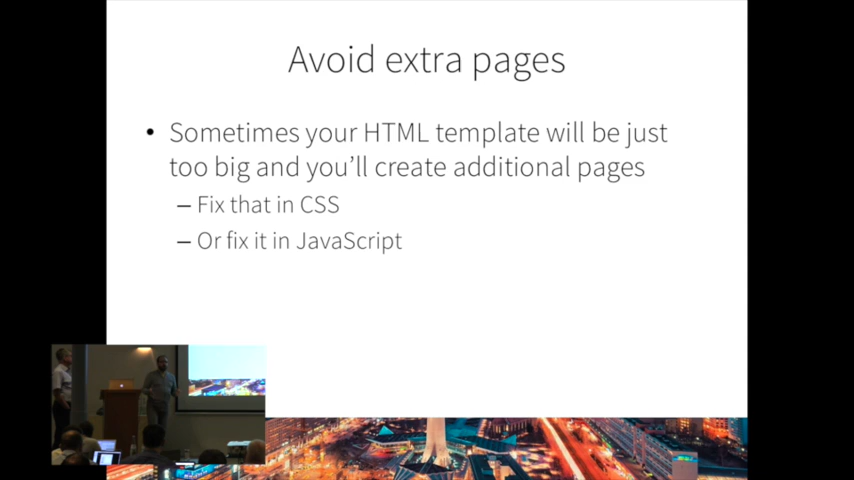 Avoid extra pages
• Sometimes your HTML template will be just
too big and you'll create additional pages
– Fix that in CSS
– Or fix it in JavaScript